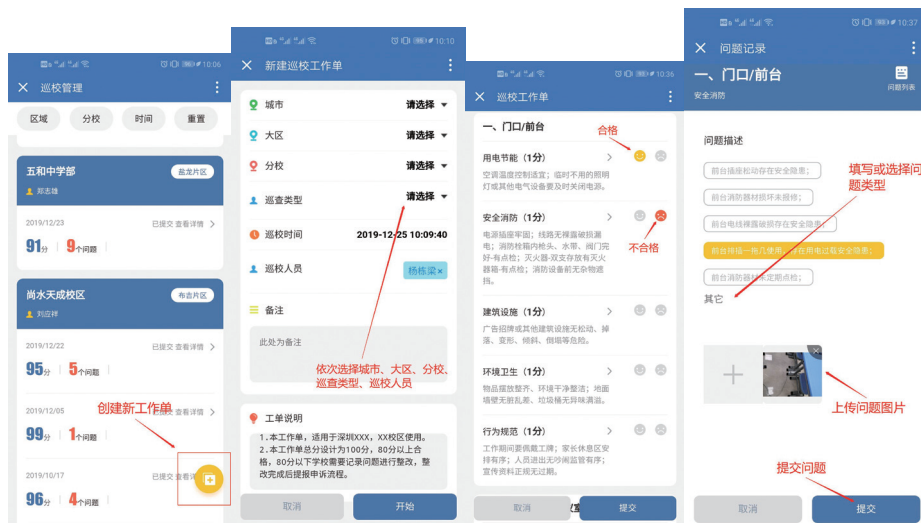 10:06
巡校管理
区域
分校
时间
重置
五和中学部
盐龙片区
郑志雄
2019/12/23
已提交 查看详情
91分
9个问题
尚水天成校区
布吉片区
刘应祥
2019/12/22
已提交 查看详情
95分
5个问题
创建新工作单
2019/12/05
查看详情
99分
1个问题
2019/10/17
已提交 查看详
96分
4个问题
10:10
新建巡校工作单
城市
请选择
大区
请选择
分校
请选择
巡查类型
请选择
巡校时间
2019-12-25 10:09:40
巡校人员
杨栋梁×
备注
此处为备注
依次选择城市、大区、分校、
巡查类型、巡校人员
工单说明
1.本工作单，适用于深圳XXX，XX校区使用。
2.本工作单总分设计为100分，80分以上合
格，80分以下学校需要记录问题进行整改，整
改完成后提报申诉流程。
取消
开始
10:36
巡校工作单
一、门口/前台
合格
用电节能（1分）
空调温度控制适宜；临时不用的照明
灯或其他电气设备要及时关闭电源。
安全消防（1分）
不合格
电源插座牢固；线路无裸露破损漏
电；消防栓箱内枪头、水带、阀门完
好-有点检；灭火器-双支存放有灭火
器箱-有点检；消防设备前无杂物遮
挡。
建筑设施（1分）
广告招牌或其他建筑设施无松动、掉
落、变形、倾斜、倒塌等危险。
环境卫生（1分）
物品摆放整齐、环境干净整洁；地面
墙壁无脏乱差、垃圾桶无异味满溢。
行为规范（1分）
工作期间要佩戴工牌；家长休息区安
持有序；人员进出无吵闹监管有序；
宣传资料正规无过期。
取消
提交
10:37
问题记录
一、门口/前台
问题列表
安全消防
问题描述
填写或选择问
题类型
前台插座松动存在安全隐患；
前台消防器材损坏未报修；
前台电线裸露破损存在安全隐患；
前台消防器材未定期点检；
其它
上传问题图片
提交问题
取消
提交